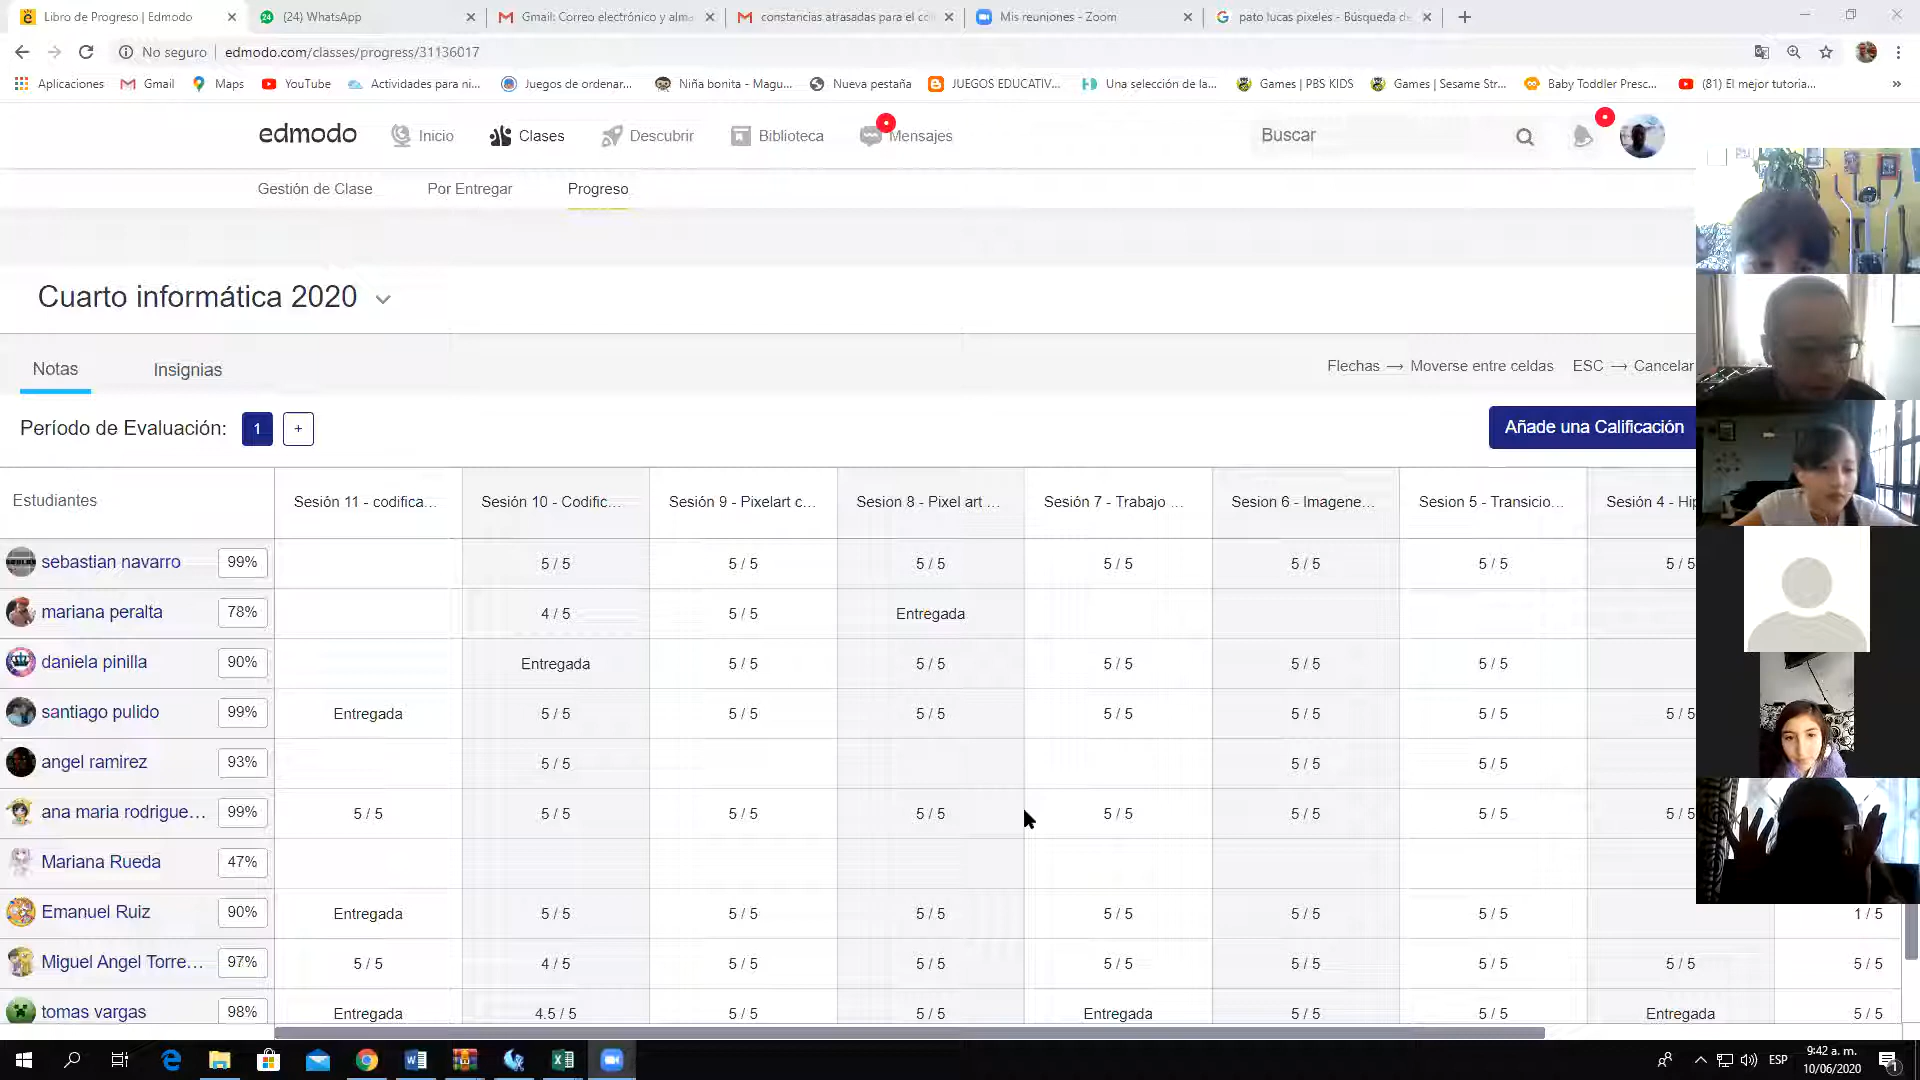 Libro de Progreso | Edmodo
(24) WhatsApp
Gmail: Correo electrónico y alma
constancias atrasadas para el co
Mis reuniones - Zoom
pato lucas pixeles - Búsqueda de
No seguro
edmodo.com/classes/progress/31136017
Aplicaciones
Gmail
Maps
YouTube
Actividades para ni...
Juegos de ordenar...
Niña bonita - Magu...
Nueva pestaña
JUEGOS EDUCATIV...
Una selección de la...
Games | PBS KIDS
Games | Sesame Str...
Baby Toddler Presc...
(81) El mejor tutoria...
edmodo
Inicio
Clases
Descubrir
Biblioteca
Mensajes
Buscar
Gestión de Clase
Por Entregar
Progreso
Cuarto informática 2020
Notas
Insignias
Flechas → Moverse entre celdas
ESC → Cancelar
Período de Evaluación:
1
+
Añade una Calificación
Estudiantes
Sesión 11 - codifica...
Sesión 10 - Codific...
Sesión 9 - Pixelart c...
Sesion 8 - Pixel art ...
Sesión 7 - Trabajo ...
Sesion 6 - Imagene...
Sesion 5 - Transicio...
Sesión 4 - Hip
sebastian navarro 99% 5 / 5 5 / 5 5 / 5 5 / 5 5 / 5 5 / 5 5 / 5
mariana peralta 78% 4 / 5 5 / 5 Entregada
daniela pinilla 90% Entregada 5 / 5 5 / 5 5 / 5 5 / 5 5 / 5
santiago pulido 99% Entregada 5 / 5 5 / 5 5 / 5 5 / 5 5 / 5 5 / 5 5 / 5
angel ramirez 93% 5 / 5 5 / 5 5 / 5
ana maria rodrigue... 99% 5 / 5 5 / 5 5 / 5 5 / 5 5 / 5 5 / 5 5 / 5 5 / 5
Mariana Rueda 47%
Emanuel Ruiz 90% Entregada 5 / 5 5 / 5 5 / 5 5 / 5 5 / 5 5 / 5 1 / 5
Miguel Angel Torre... 97% 5 / 5 4 / 5 5 / 5 5 / 5 5 / 5 5 / 5 5 / 5 5 / 5 5 / 5
tomas vargas 98% Entregada 4.5 / 5 5 / 5 5 / 5 Entregada 5 / 5 5 / 5 Entregada 5 / 5
ESP
9:42 a. m.
10/06/2020
1